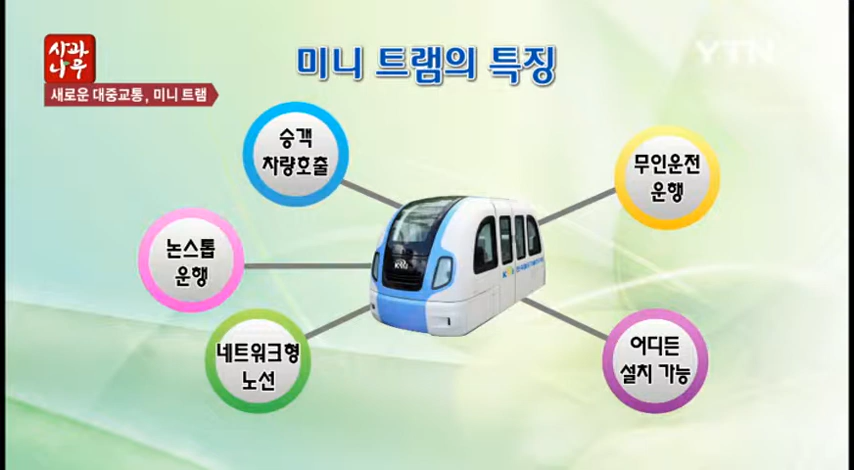 사과
나무
YTN
미니 트램의 특징
새로운 대중교통, 미니 트램
승객
차량호출
무인운전
운행
논스톱
운행
네트워크형
노선
어디든
설치 가능